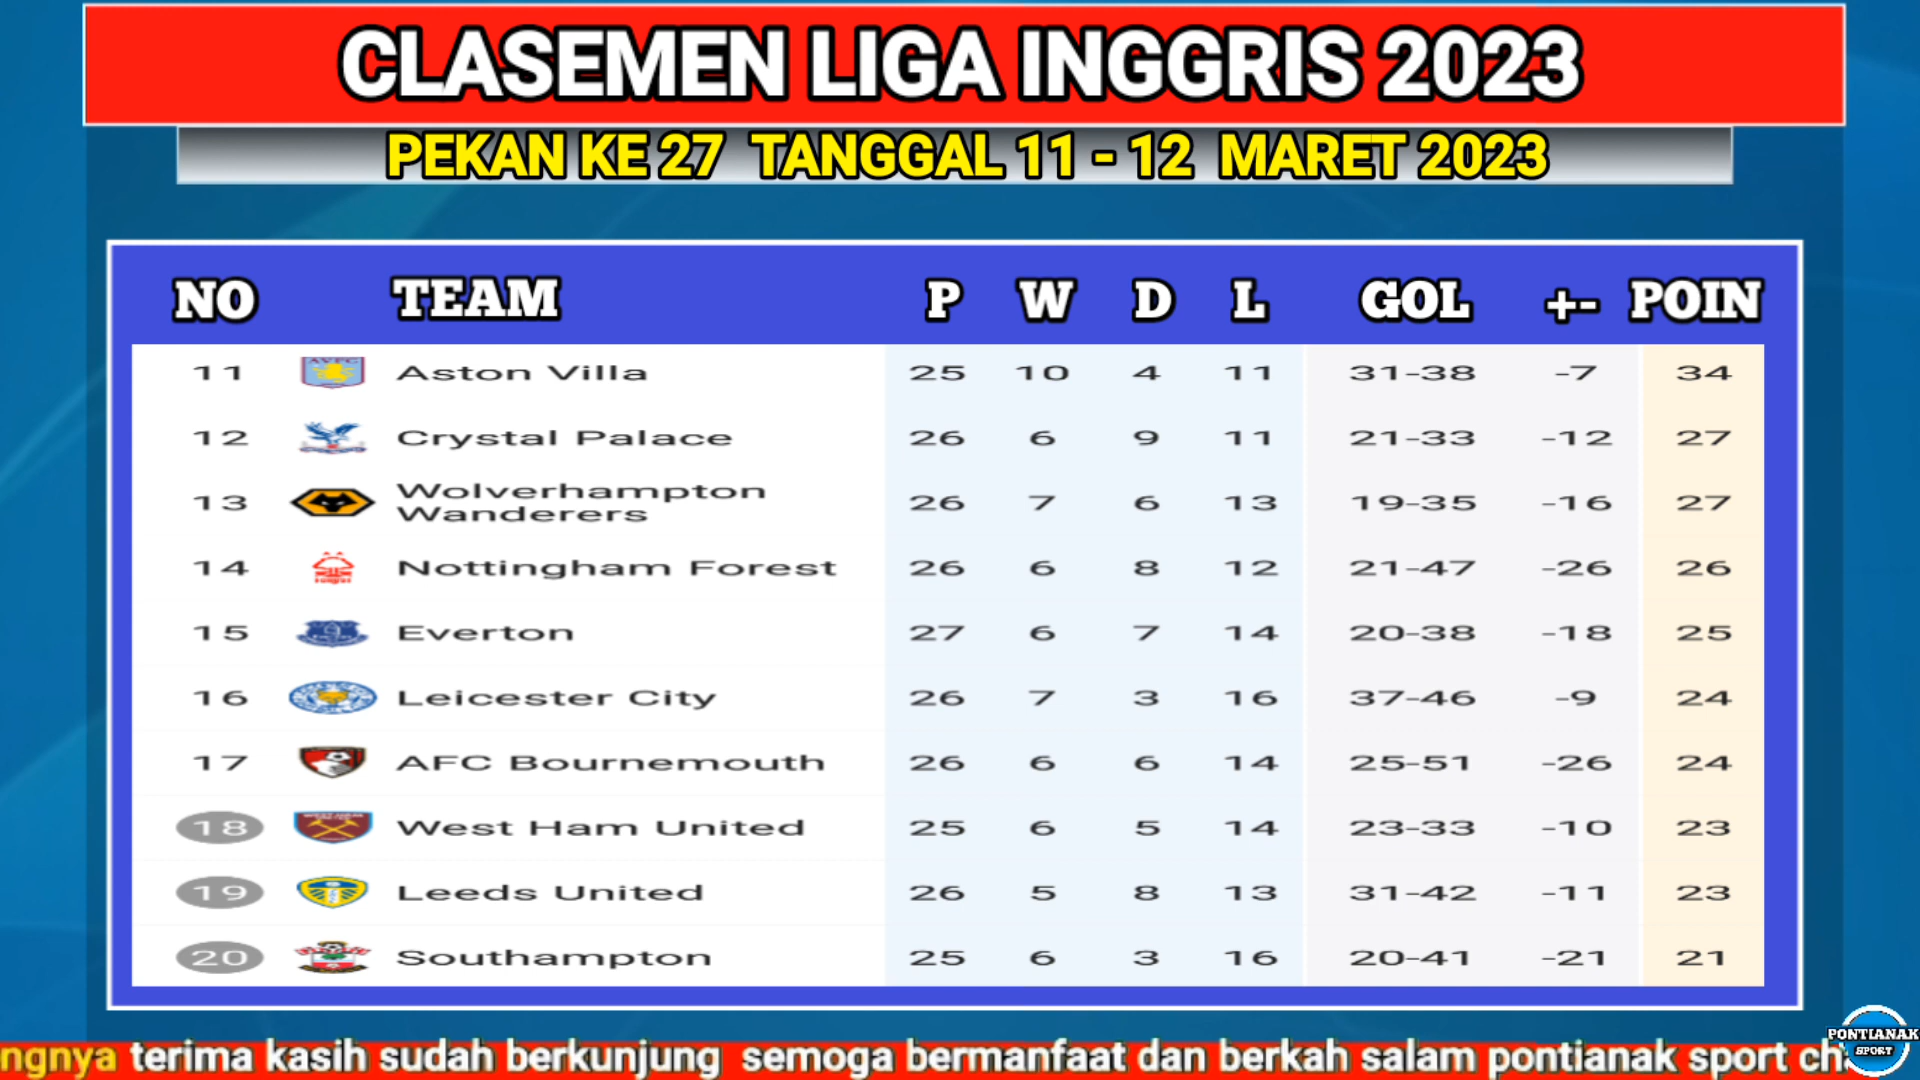 CLASEMEN LIGA INGGRIS 2023
PEKAN KE 27 TANGGAL 11 - 12 MARET 2023
NO TEAM P W D L GOL +- POIN
11 Aston Villa 25 10 4 11 31-38 -7 34
12 Crystal Palace 26 6 9 11 21-33 -12 27
13 Wolverhampton Wanderers 26 7 6 13 19-35 -16 27
14 Nottingham Forest 26 6 8 12 21-47 -26 26
15 Everton 27 6 7 14 20-38 -18 25
16 Leicester City 26 7 3 16 37-46 -9 24
17 AFC Bournemouth 26 6 6 14 25-51 -26 24
18 West Ham United 25 6 5 14 23-33 -10 23
19 Leeds United 26 5 8 13 31-42 -11 23
20 Southampton 25 6 3 16 20-41 -21 21
ngnya terima kasih sudah berkunjung semoga bermanfaat dan berkah salam pontianak sport ch
PONTIANAK
SPORT